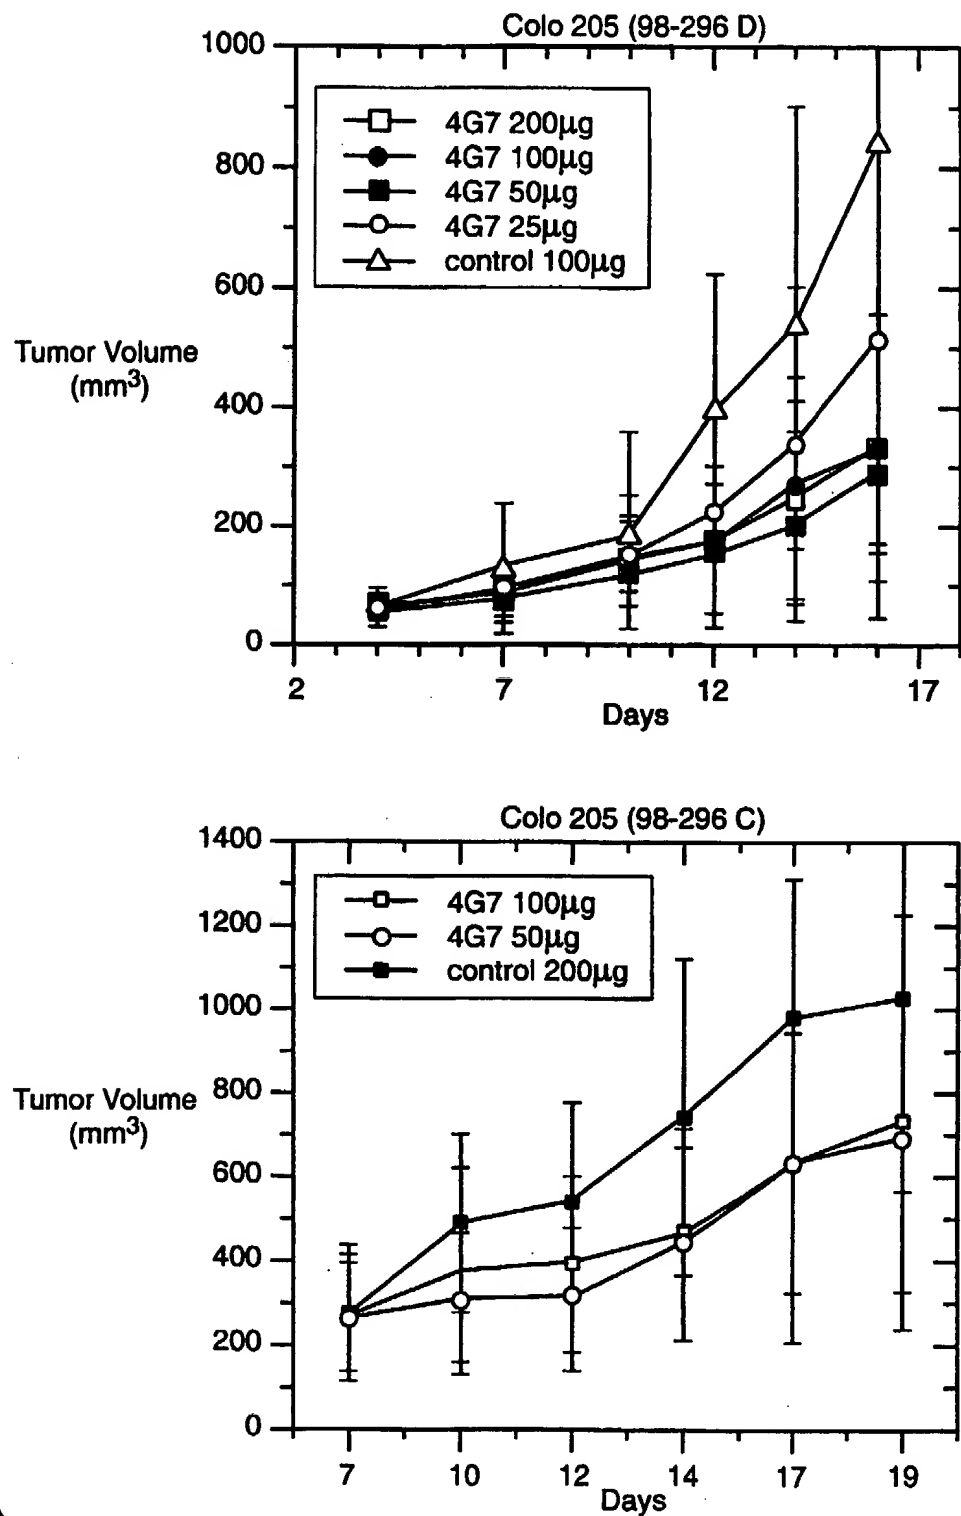 Colo 205 (98-296 D)
1000
800
600
400
200
0
Tumor Volume
(mm3)
4G7 200μg
4G7 100μg
4G7 50μg
4G7 25μg
control 100μg
2 7 12 17
Days
Colo 205 (98-296 C)
1400
1200
1000
800
600
400
200
0
Tumor Volume
(mm3)
4G7 100μg
4G7 50μg
control 200μg
7 10 12 14 17 19
Days